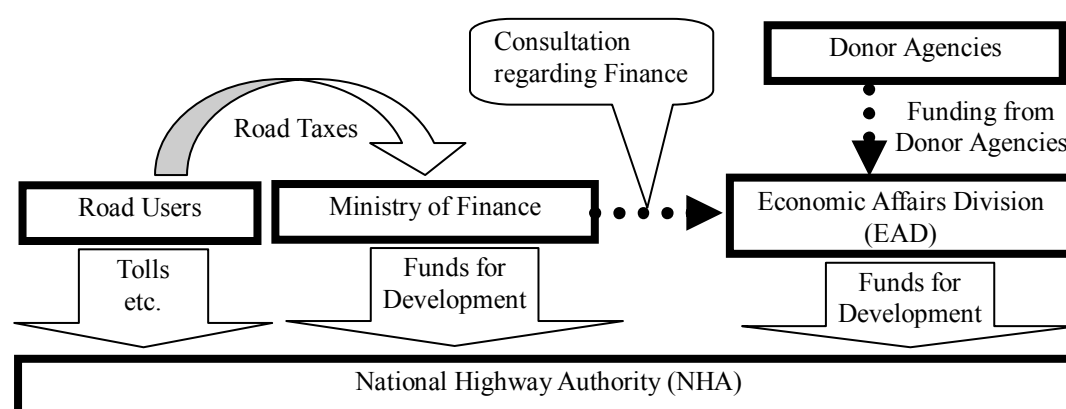 Consultation
regarding Finance
Donor Agencies
Road Taxes
Funding from
Donor Agencies
Road Users
Ministry of Finance
Economic Affairs Division
(EAD)
Tolls
etc.
Funds for
Development
Funds for
Development
National Highway Authority (NHA)